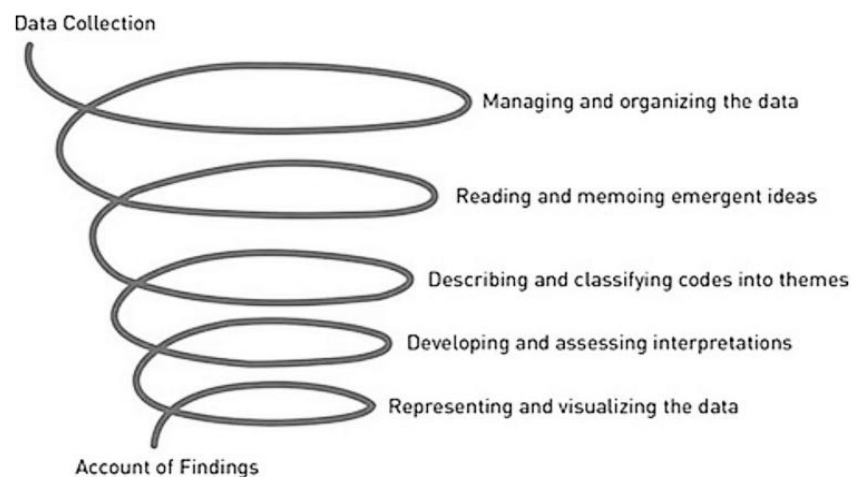 Data Collection
Managing and organizing the data
Reading and memoing emergent ideas
Describing and classifying codes into themes
Developing and assessing interpretations
Representing and visualizing the data
Account of Findings